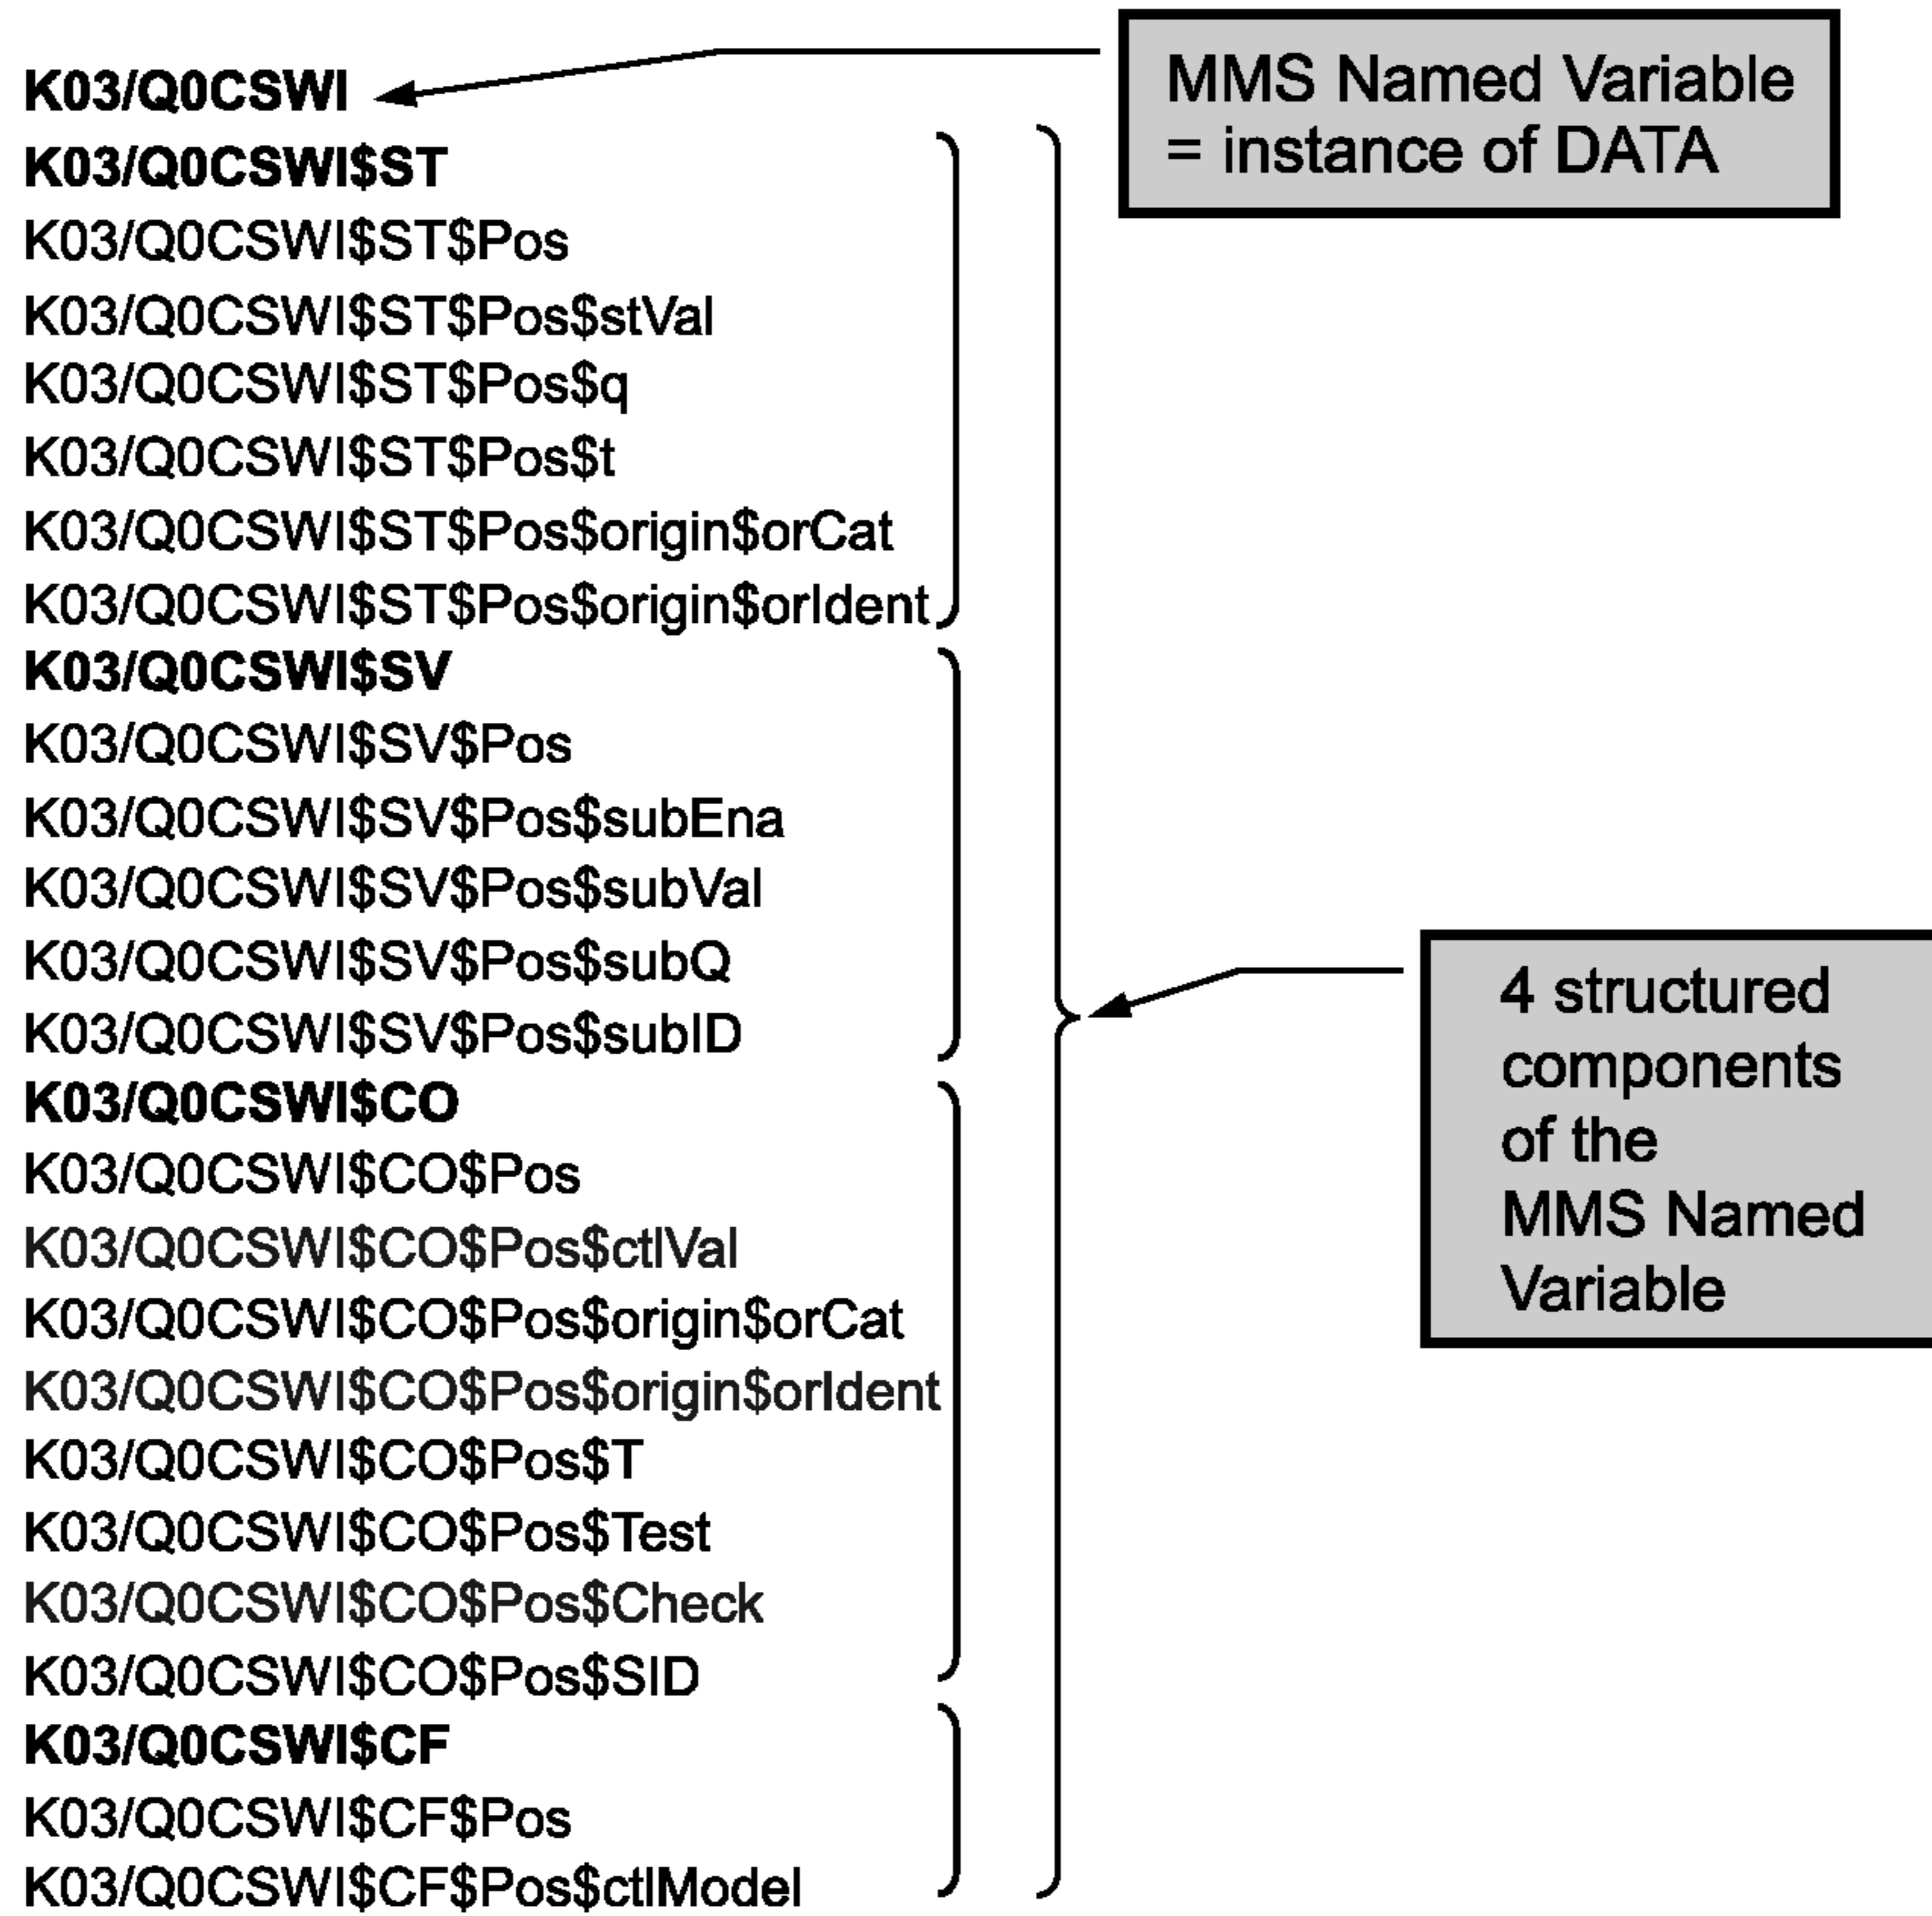 K03/Q0CSWI
K03/Q0CSWI$ST
K03/Q0CSWI$ST$Pos
K03/Q0CSWI$ST$Pos$stVal
K03/Q0CSWI$ST$Pos$q
K03/Q0CSWI$ST$Pos$t
K03/Q0CSWI$ST$Pos$origin$orCat
K03/Q0CSWI$ST$Pos$origin$orIdent
K03/Q0CSWI$SV
K03/Q0CSWI$SV$Pos
K03/Q0CSWI$SV$Pos$subEna
K03/Q0CSWI$SV$Pos$subVal
K03/Q0CSWI$SV$Pos$subQ
K03/Q0CSWI$SV$Pos$subID
K03/Q0CSWI$CO
K03/Q0CSWI$CO$Pos
K03/Q0CSWI$CO$Pos$ctlVal
K03/Q0CSWI$CO$Pos$origin$orCat
K03/Q0CSWI$CO$Pos$origin$orIdent
K03/Q0CSWI$CO$Pos$T
K03/Q0CSWI$CO$Pos$Test
K03/Q0CSWI$CO$Pos$Check
K03/Q0CSWI$CO$Pos$SID
K03/Q0CSWI$CF
K03/Q0CSWI$CF$Pos
K03/Q0CSWI$CF$Pos$ctlModel
MMS Named Variable
= instance of DATA
4 structured
components
of the
MMS Named
Variable